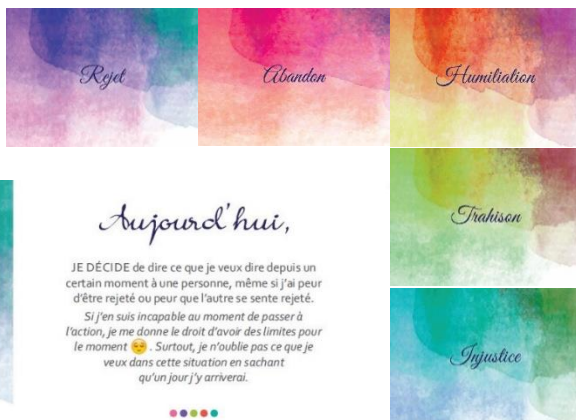 Rejet
Abandon
Humiliation
Trahison
Injustice
Aujourd'hui,
JE DÉCIDE de dire ce que je veux dire depuis un
certain moment à une personne, même si j'ai peur
d'être rejeté ou peur que l'autre se sente rejeté.
Si j'en suis incapable au moment de passer à
l'action, je me donne le droit d'avoir des limites pour
le moment 😌. Surtout, je n'oublie pas ce que je
veux dans cette situation en sachant
qu'un jour j'y arriverai.